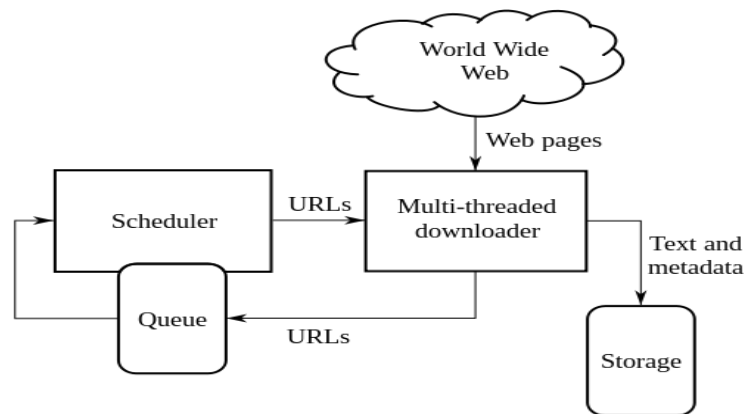 World Wide
Web
Web pages
Scheduler
URLs
Multi-threaded
downloader
Text and
metadata
Queue
URLs
Storage